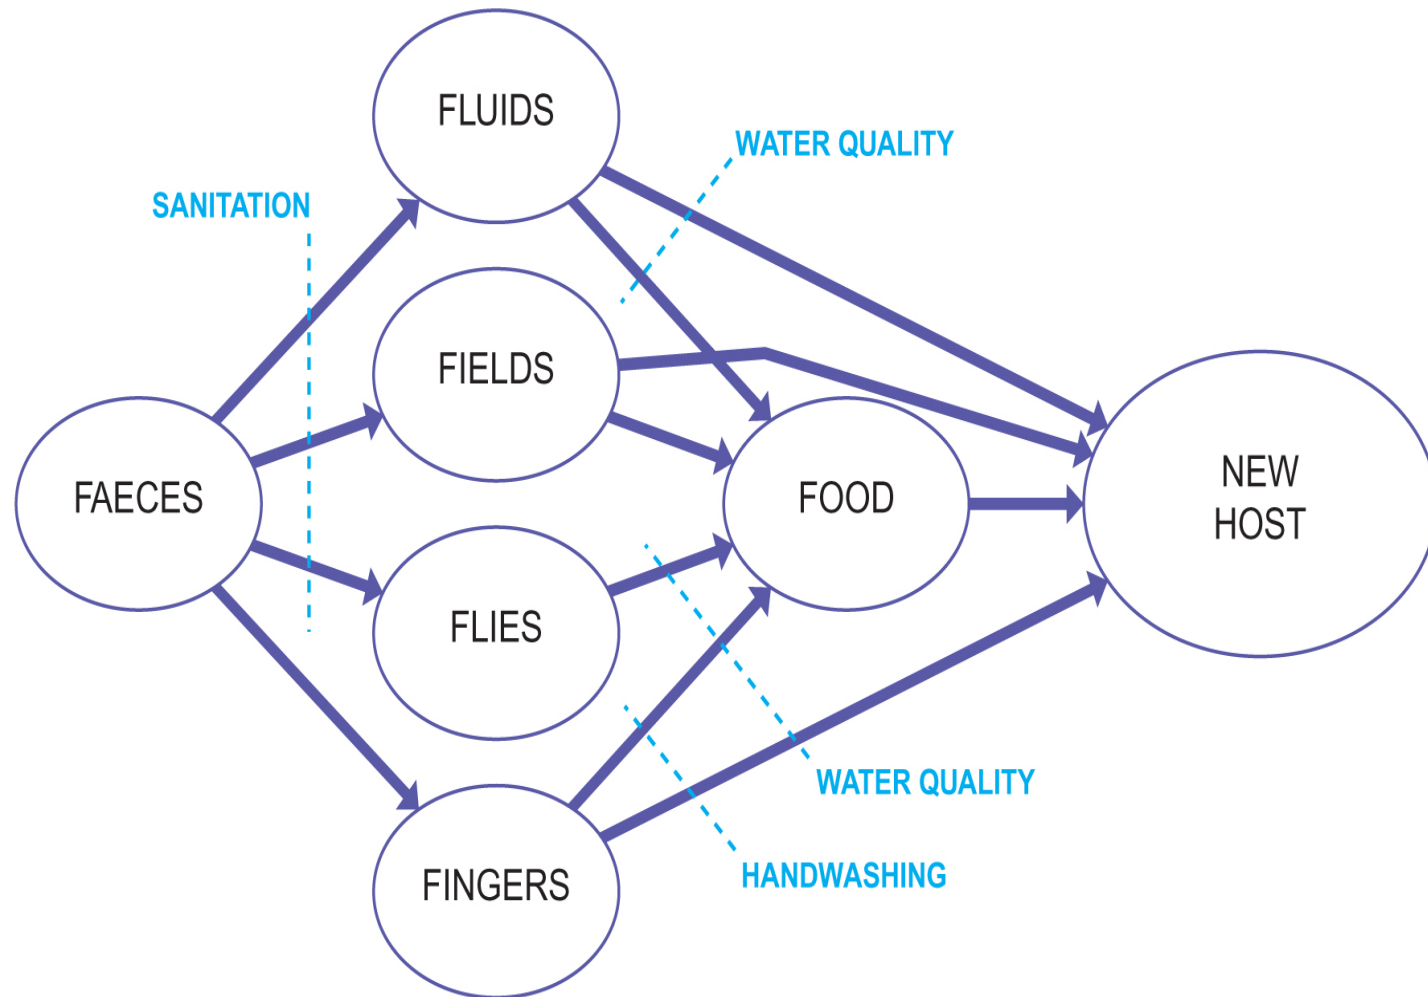 FLUIDS
WATER QUALITY
SANITATION
FIELDS
FAECES
FOOD
NEW
HOST
FLIES
WATER QUALITY
HANDWASHING
FINGERS